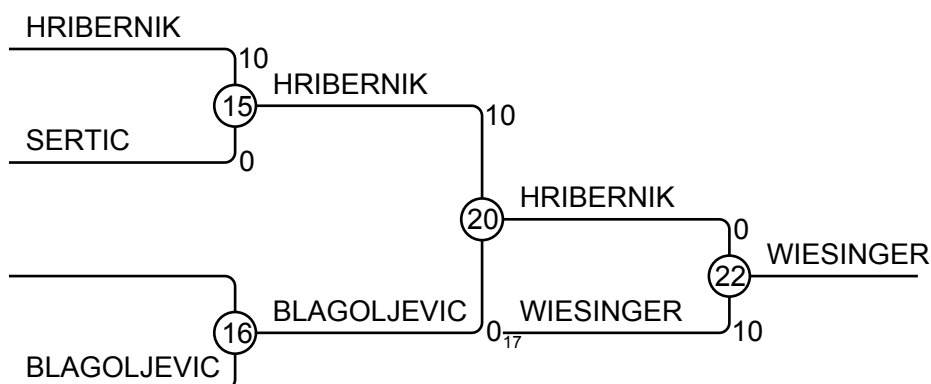 HRIBERNIK
10
15 HRIBERNIK
10
SERTIC
0
20 HRIBERNIK
0
22 WIESINGER
16 BLAGOLJEVIC
0 17 WIESINGER
10
BLAGOLJEVIC